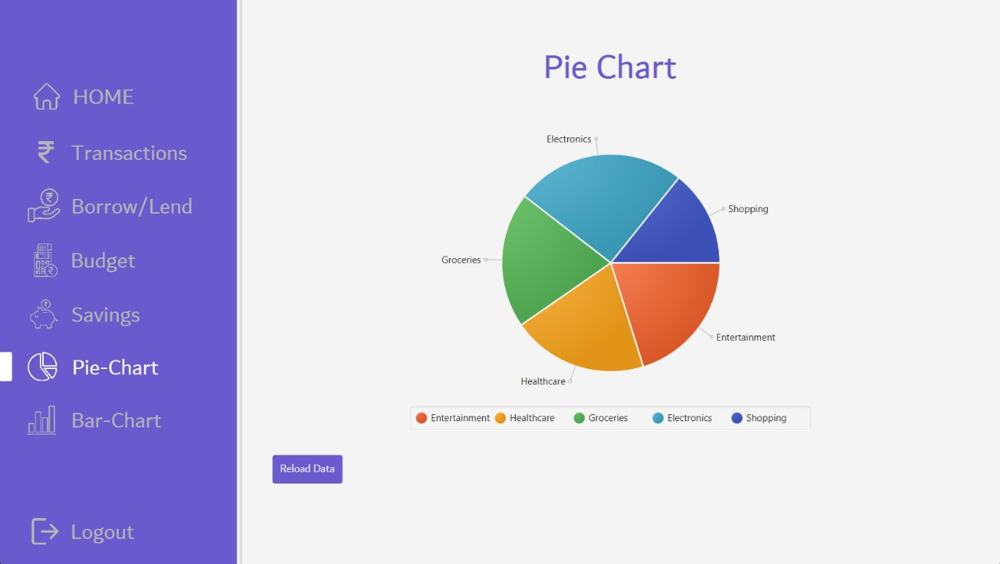 HOME
Transactions
Borrow/Lend
Budget
Savings
Pie-Chart
Bar-Chart
Logout
Pie Chart
Electronics
Shopping
Groceries
Entertainment
Healthcare
Entertainment Healthcare Groceries Electronics Shopping
Reload Data